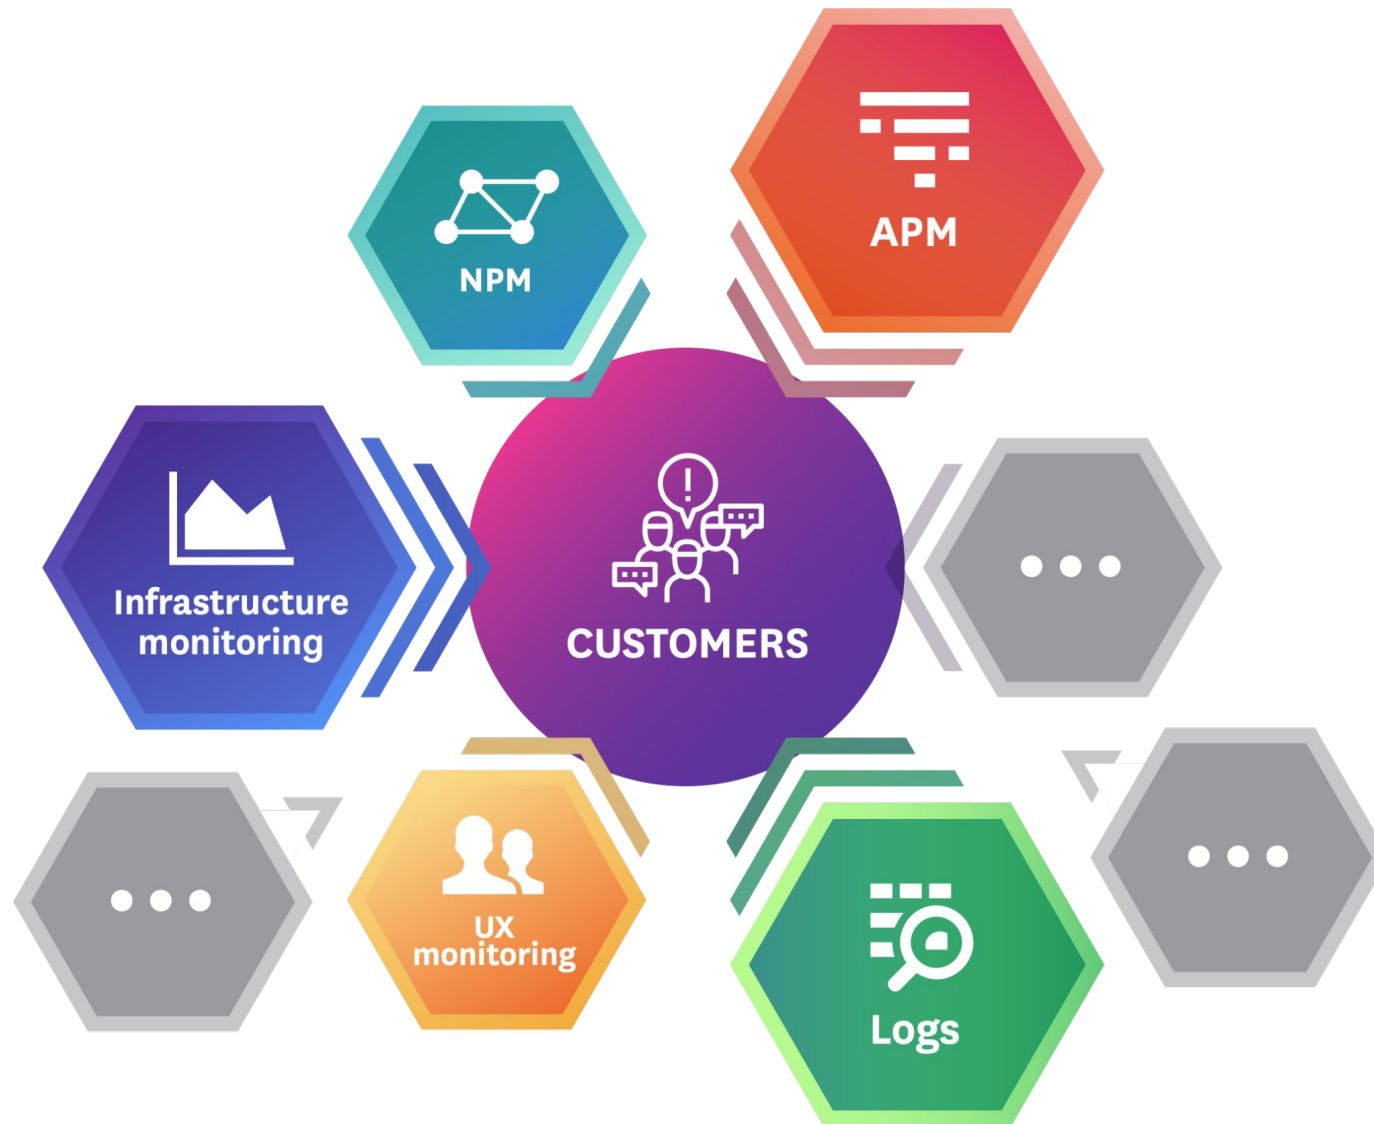 NPM
APM
Infrastructure
monitoring
CUSTOMERS
UX
monitoring
Logs